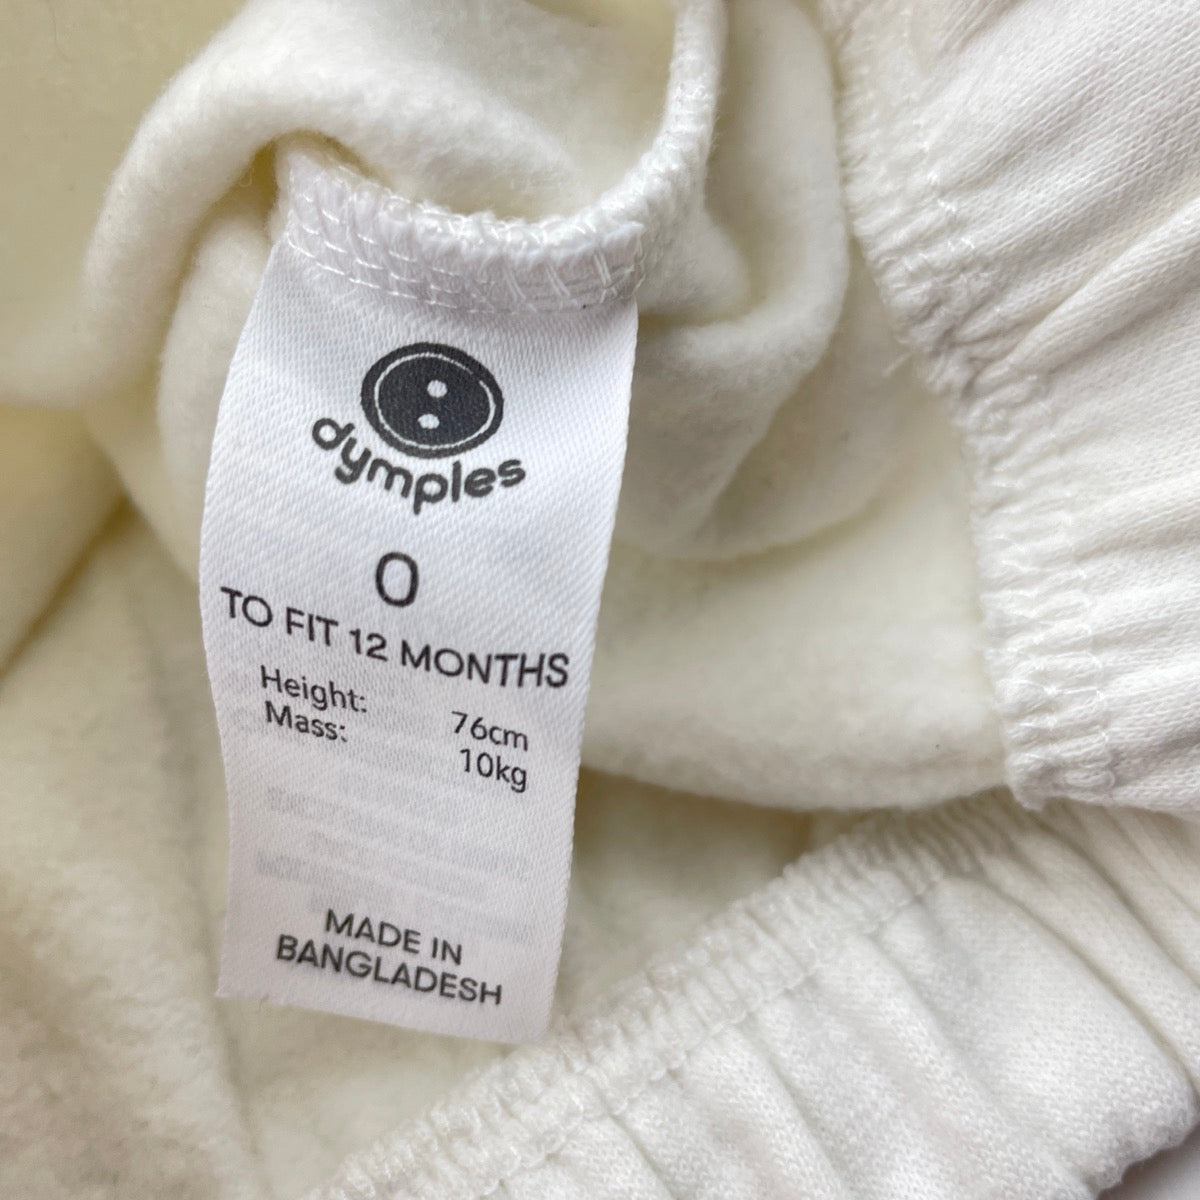 dymples
0
TO FIT 12 MONTHS
Height: 76cm
Mass: 10kg
MADE IN
BANGLADESH